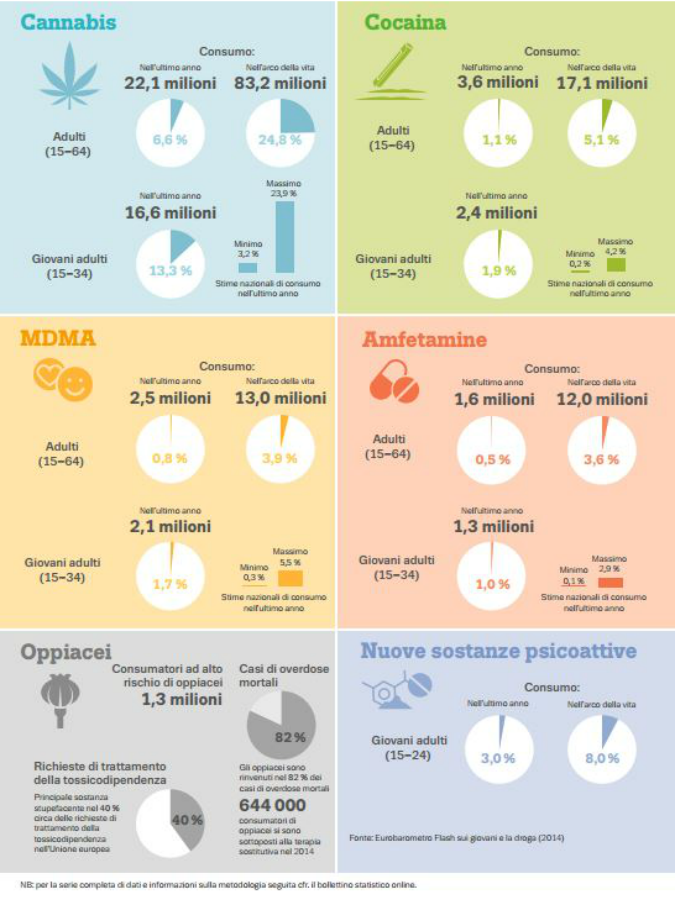 Cannabis
Consumo:
Nell'ultimo anno
Nell'arco della vita
22,1 milioni
83,2 milioni
Adulti
(15–64)
6,6 %
24,8 %
Nell'ultimo anno
16,6 milioni
Giovani adulti
(15–34)
13,3 %
Minimo
3,2 %
Massimo
23,9 %
Stime nazionali di consumo
nell'ultimo anno
Cocaina
Consumo:
Nell'ultimo anno
Nell'arco della vita
3,6 milioni
17,1 milioni
Adulti
(15–64)
1,1 %
5,1 %
Nell'ultimo anno
2,4 milioni
Giovani adulti
(15–34)
1,9 %
Minimo
0,2 %
Massimo
4,2 %
Stime nazionali di consumo
nell'ultimo anno
MDMA
Consumo:
Nell'ultimo anno
Nell'arco della vita
2,5 milioni
13,0 milioni
Adulti
(15–64)
0,8 %
3,9 %
Nell'ultimo anno
2,1 milioni
Giovani adulti
(15–34)
1,7 %
Minimo
0,3 %
Massimo
5,5 %
Stime nazionali di consumo
nell'ultimo anno
Amfetamine
Consumo:
Nell'ultimo anno
Nell'arco della vita
1,6 milioni
12,0 milioni
Adulti
(15–64)
0,5 %
3,6 %
Nell'ultimo anno
1,3 milioni
Giovani adulti
(15–34)
1,0 %
Minimo
0,1 %
Massimo
2,9 %
Stime nazionali di consumo
nell'ultimo anno
Oppiacei
Consumatori ad alto
rischio di oppiacei
1,3 milioni
Casi di overdose
mortali
82 %
Gli oppiacei sono
rinvenuti nel 82 % dei
casi di overdose mortali
644 000
consumatori di
oppiacei si sono
sottoposti alla terapia
sostitutiva nel 2014
Richieste di trattamento
della tossicodipendenza
Principale sostanza
stupefacente nel 40 %
circa delle richieste di
trattamento della
tossicodipendenza
nell'Unione europea
40 %
Nuove sostanze psicoattive
Consumo:
Nell'ultimo anno
Nell'arco della vita
Giovani adulti
(15–24)
3,0 %
8,0 %
Fonte: Eurobarometro Flash sui giovani e la droga (2014)
NB: per la serie completa di dati e informazioni sulla metodologia seguita cfr. il bollettino statistico online.